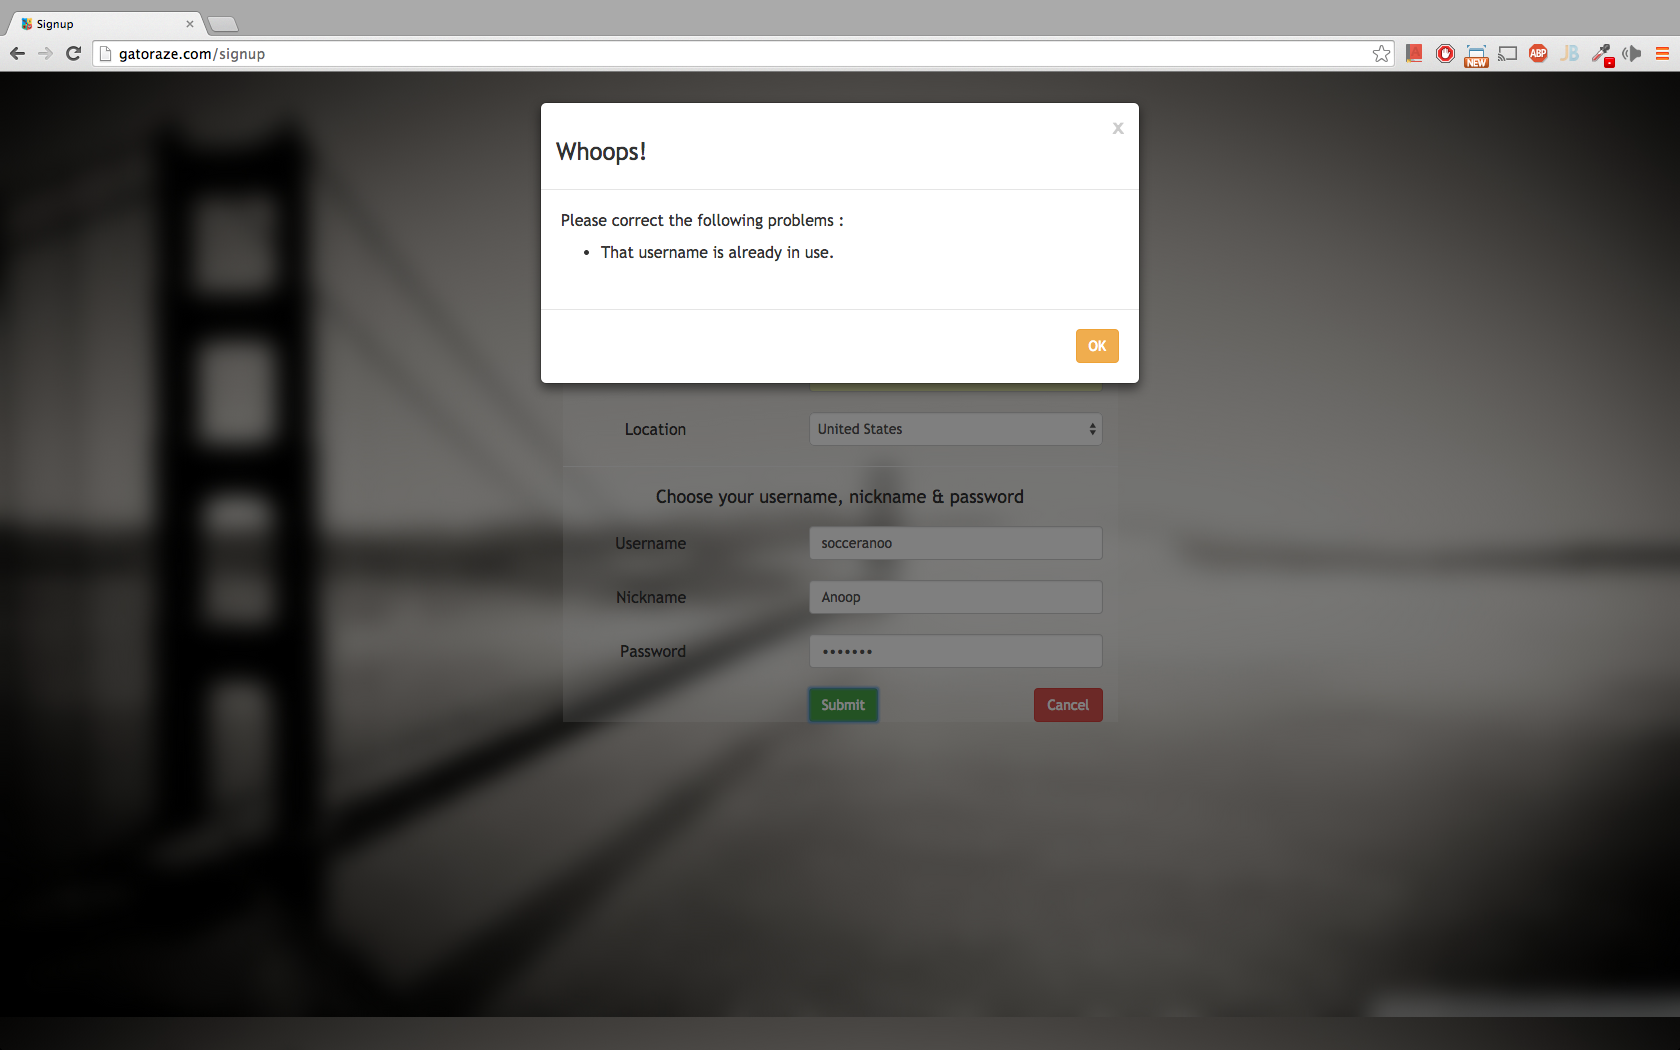 Signup
gatoraze.com/signup
NEW
ABP
JB
x
Whoops!
Please correct the following problems :
• That username is already in use.
OK
Location
United States
Choose your username, nickname & password
Username
socceranoo
Nickname
Anoop
Password
•••••••
Submit
Cancel